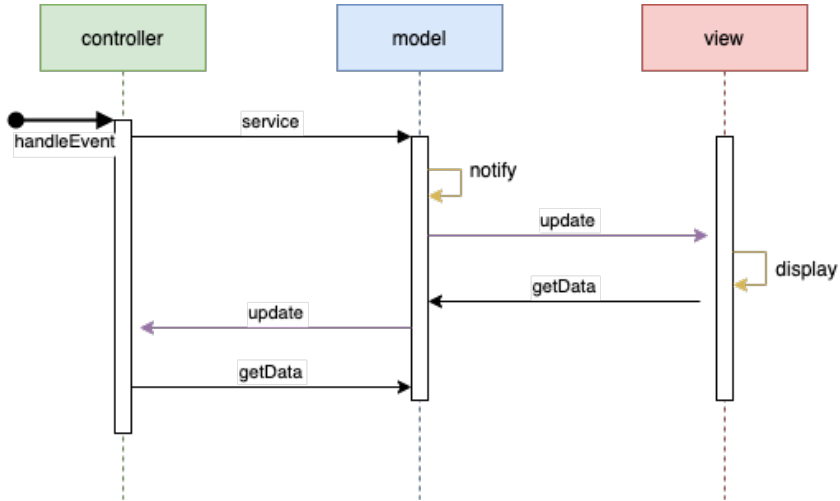 controller
model
view
handleEvent
service
notify
update
display
getData
update
getData